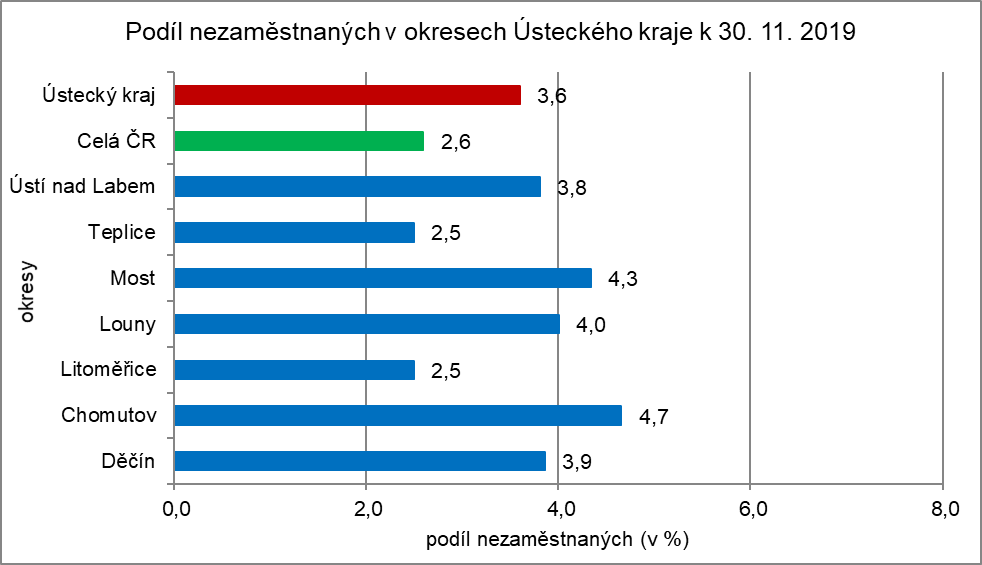 Podíl nezaměstnaných v okresech Ústeckého kraje k 30. 11. 2019
Ústecký kraj 3,6
Celá ČR 2,6
Ústí nad Labem 3,8
Teplice 2,5
Most 4,3
Louny 4,0
Litoměřice 2,5
Chomutov 4,7
Děčín 3,9
okresy
0,0 2,0 4,0 6,0 8,0
podíl nezaměstnaných (v %)